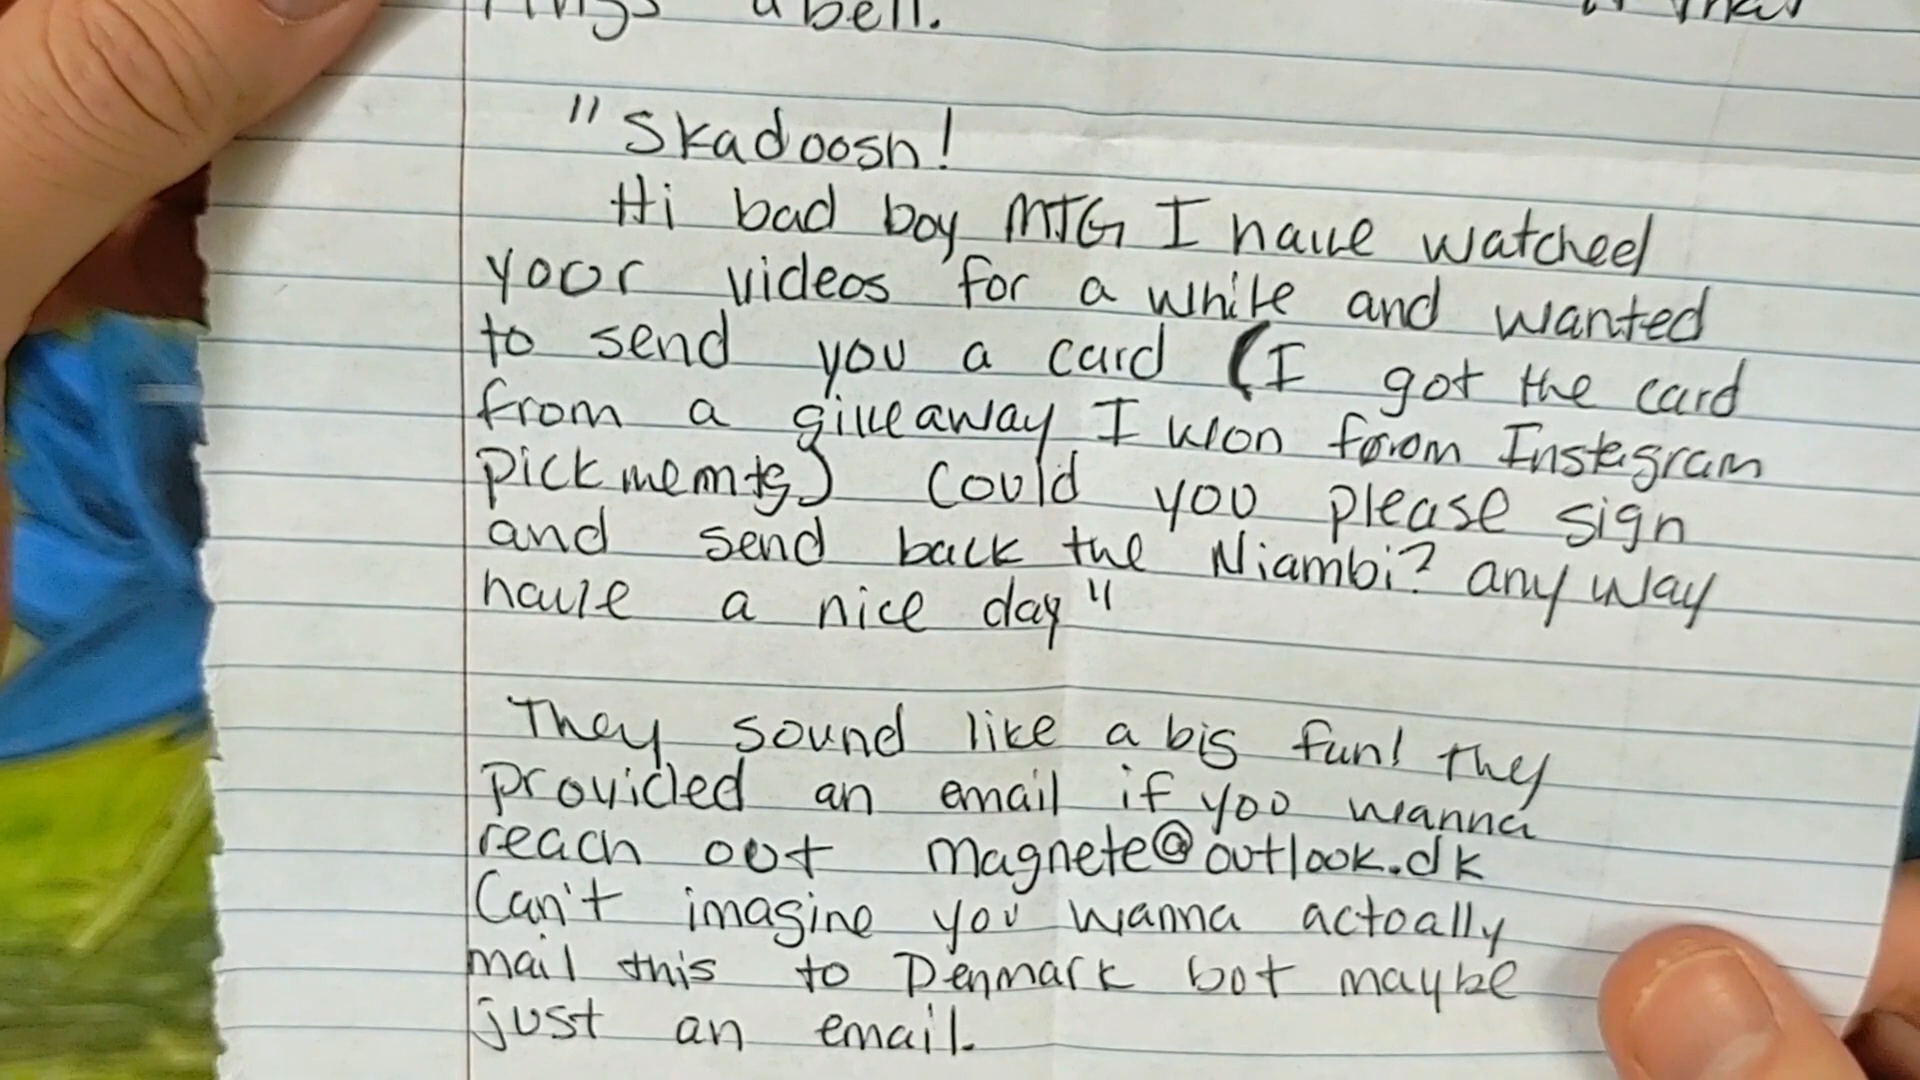 rings a bell.
"Skadoosh!
Hi bad boy MTG I have watched
your videos for a while and wanted
to send you a card (I got the card
from a giveaway I won from Instagram
pickmemtg) Could you please sign
and send back the Niambi? any way
have a nice day"
They sound like a big fun! they
provided an email if you wanna
reach out magnete@outlook.dk
Can't imagine you wanna actually
mail this to Denmark but maybe
just an email.